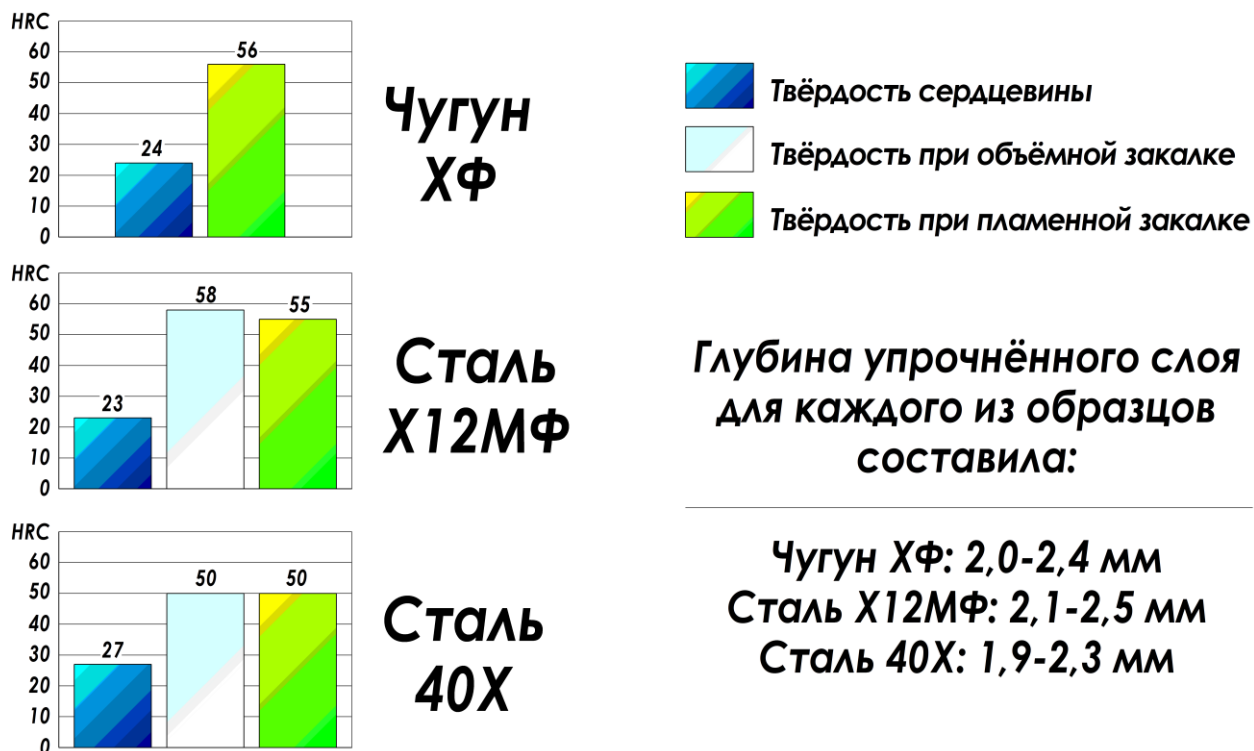 HRC
60
50
40
30
20
10
0
24
56
Чугун
ХФ
HRC
60
50
40
30
20
10
0
23
58
55
Сталь
Х12МФ
HRC
60
50
40
30
20
10
0
27
50
50
Сталь
40Х
Твёрдость сердцевины
Твёрдость при объёмной закалке
Твёрдость при пламенной закалке
Глубина упрочнённого слоя
для каждого из образцов
составила:
Чугун ХФ: 2,0-2,4 мм
Сталь Х12МФ: 2,1-2,5 мм
Сталь 40Х: 1,9-2,3 мм